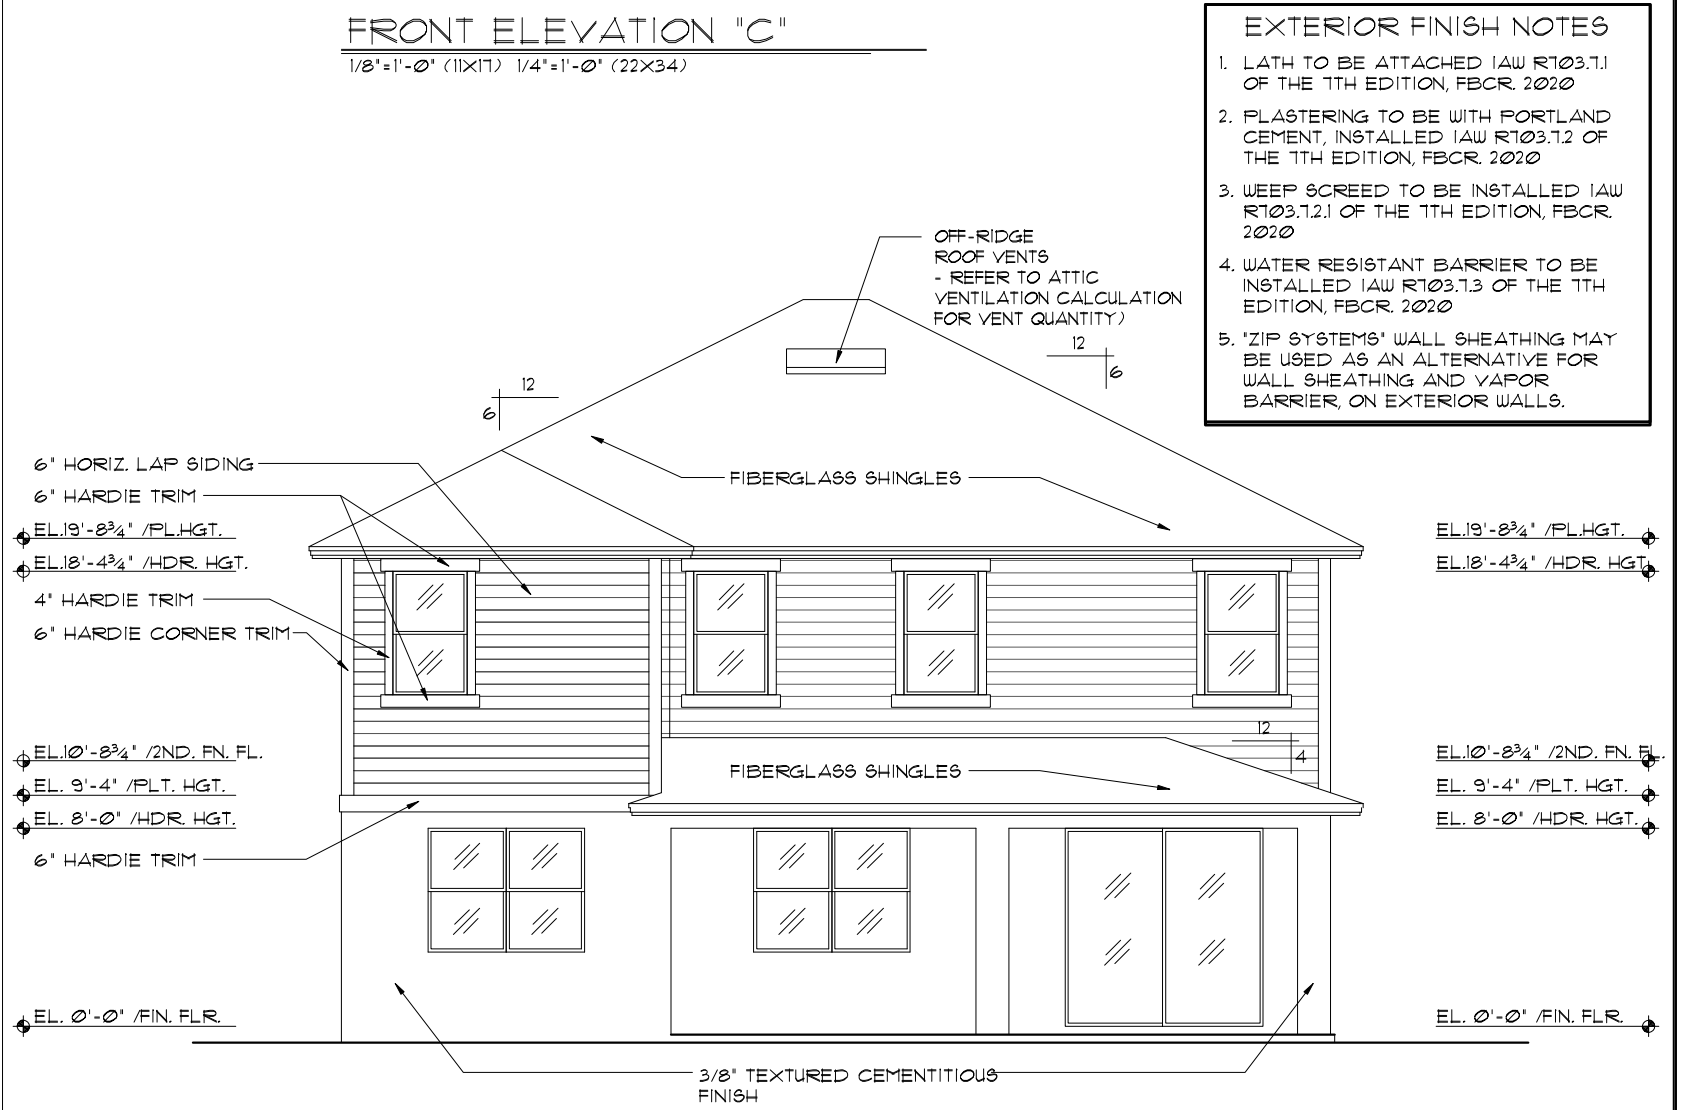 FRONT ELEVATION "C"
1/8"=1'-0" (11X17) 1/4"=1'-0" (22X34)
EXTERIOR FINISH NOTES
1. LATH TO BE ATTACHED IAW R703.7.1
OF THE 7TH EDITION, FBCR. 2020
2. PLASTERING TO BE WITH PORTLAND
CEMENT, INSTALLED IAW R703.7.2 OF
THE 7TH EDITION, FBCR. 2020
3. WEEP SCREED TO BE INSTALLED IAW
R703.7.2.1 OF THE 7TH EDITION, FBCR.
2020
4. WATER RESISTANT BARRIER TO BE
INSTALLED IAW R703.7.3 OF THE 7TH
EDITION, FBCR. 2020
5. "ZIP SYSTEMS" WALL SHEATHING MAY
BE USED AS AN ALTERNATIVE FOR
WALL SHEATHING AND VAPOR
BARRIER, ON EXTERIOR WALLS.
OFF-RIDGE
ROOF VENTS
- REFER TO ATTIC
VENTILATION CALCULATION
FOR VENT QUANTITY)
12
6
12
6
FIBERGLASS SHINGLES
6" HORIZ. LAP SIDING
6" HARDIE TRIM
EL.19'-8¾" /PL.HGT.
EL.18'-4¾" /HDR. HGT.
4" HARDIE TRIM
6" HARDIE CORNER TRIM
EL.10'-8¾" /2ND. FN. FL.
EL. 9'-4" /PLT. HGT.
EL. 8'-0" /HDR. HGT.
6" HARDIE TRIM
EL. 0'-0" /FIN. FLR.
12
4
FIBERGLASS SHINGLES
EL.19'-8¾" /PL.HGT.
EL.18'-4¾" /HDR. HGT.
EL.10'-8¾" /2ND. FN. FL.
EL. 9'-4" /PLT. HGT.
EL. 8'-0" /HDR. HGT.
EL. 0'-0" /FIN. FLR.
3/8" TEXTURED CEMENTITIOUS
FINISH